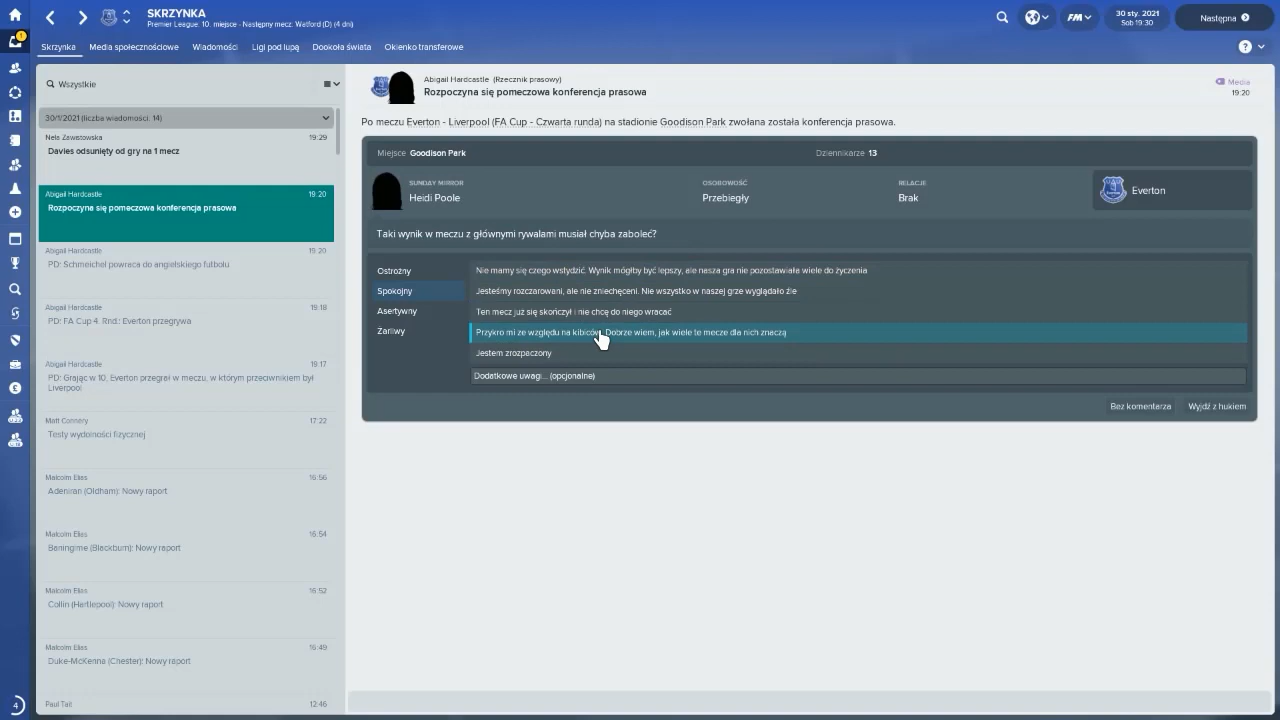 SKRZYNKA
Premier League: 10. miejsce - Następny mecz: Watford (D) (4 dni)
FM
30 sty. 2021
Sob 19:30
Następna
Skrzynka Media społecznościowe Wiadomości Ligi pod lupą Dookoła świata Okienko transferowe
Wszystkie
30/1/2021 (liczba wiadomości: 14)
Nela Zawatowska 19:29
Davies odsunięty od gry na 1 mecz
Abigail Hardcastle 19:20
Rozpoczyna się pomeczowa konferencja prasowa
Abigail Hardcastle 19:20
PD: Schmeichel powraca do angielskiego futbolu
Abigail Hardcastle 19:18
PD: FA Cup 4. Rnd.: Everton przegrywa
Abigail Hardcastle 19:17
PD: Grając w 10, Everton przegrał w meczu, w którym przeciwnikiem był
Liverpool
Matt Connery 17:22
Testy wydolności fizycznej
Malcolm Elias 16:56
Adeniran (Oldham): Nowy raport
Malcolm Elias 16:54
Baningime (Blackburn): Nowy raport
Malcolm Elias 16:52
Collin (Hartlepool): Nowy raport
Malcolm Elias 16:49
Duke-McKenna (Chester): Nowy raport
Paul Tait 12:46
4
Abigail Hardcastle (Rzecznik prasowy)
Rozpoczyna się pomeczowa konferencja prasowa
Media
19:20
Po meczu Everton - Liverpool (FA Cup - Czwarta runda) na stadionie Goodison Park zwołana została konferencja prasowa.
Miejsce Goodison Park Dziennikarze 13
SUNDAY MIRROR OSOBOWOŚĆ RELACJE
Heidi Poole Przebiegły Brak
Everton
Taki wynik w meczu z głównymi rywalami musiał chyba zaboleć?
Ostrożny
Spokojny
Asertywny
Żarliwy
Nie mamy się czego wstydzić. Wynik mógłby być lepszy, ale nasza gra nie pozostawiała wiele do życzenia
Jesteśmy rozczarowani, ale nie zniechęceni. Nie wszystko w naszej grze wyglądało źle
Ten mecz już się skończył i nie chcę do niego wracać
Przykro mi ze względu na kibiców. Dobrze wiem, jak wiele te mecze dla nich znaczą
Jestem zrozpaczony
Dodatkowe uwagi... (opcjonalne)
Bez komentarza Wyjdź z hukiem